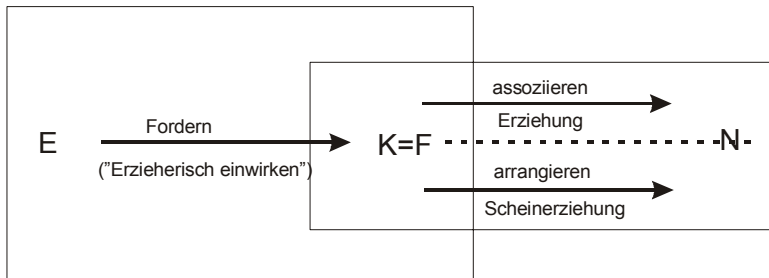 assoziieren
Fordern
Erziehung
E
K=F
N
("Erzieherisch einwirken")
arrangieren
Scheinerziehung